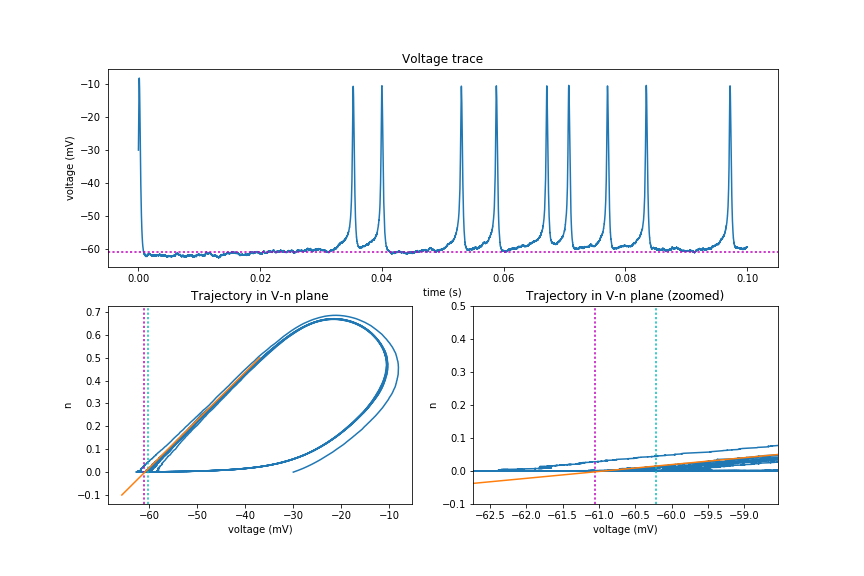 Voltage trace
−10
−20
−30
−40
−50
−60
voltage (mV)
0.00 0.02 0.04 0.06 0.08 0.10
time (s)
Trajectory in V-n plane
0.7
0.6
0.5
0.4
0.3
0.2
0.1
0.0
−0.1
n
−60 −50 −40 −30 −20 −10
voltage (mV)
Trajectory in V-n plane (zoomed)
0.5
0.4
0.3
0.2
0.1
0.0
−0.1
n
−62.5 −62.0 −61.5 −61.0 −60.5 −60.0 −59.5 −59.0
voltage (mV)